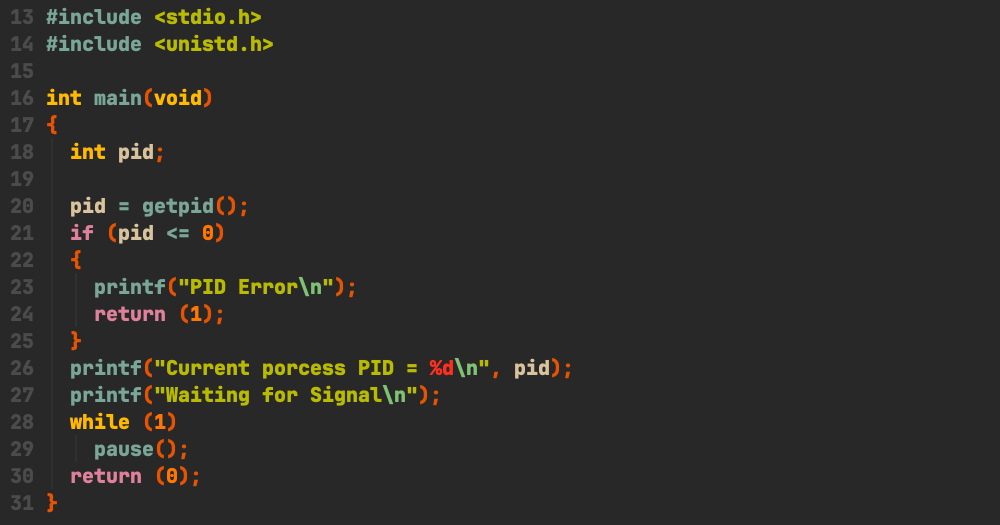 13 #include <stdio.h>
14 #include <unistd.h>
15
16 int main(void)
17 {
18   int pid;
19
20   pid = getpid();
21   if (pid <= 0)
22   {
23     printf("PID Error\n");
24     return (1);
25   }
26   printf("Current porcess PID = %d\n", pid);
27   printf("Waiting for Signal\n");
28   while (1)
29     pause();
30   return (0);
31 }